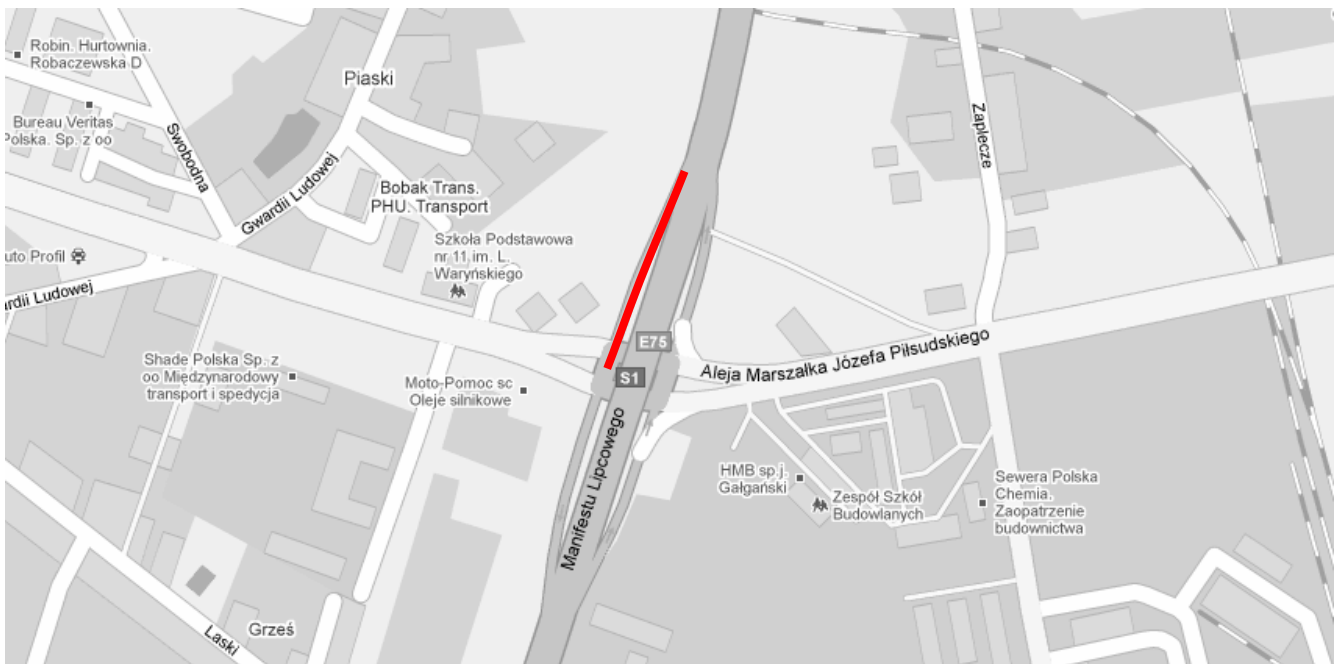 Robin. Hurtownia.
Robaczewska D
Piaski
Bureau Veritas
Polska. Sp. z oo
Swobodna
Gwardii Ludowej
Bobak Trans.
PHU. Transport
Zaplecze
Szkoła Podstawowa
nr 11 im. L.
Waryńskiego
uto Profil
ardii Ludowej
E75
Aleja Marszałka Józefa Piłsudskiego
S1
Shade Polska Sp. z
oo Międzynarodowy
transport i spedycja
Moto-Pomoc sc
Oleje silnikowe
Manifestu Lipcowego
HMB sp.j.
Gałgański
Zespół Szkół
Budowlanych
Sewera Polska
Chemia.
Zaopatrzenie
budownictwa
Grześ
Laski